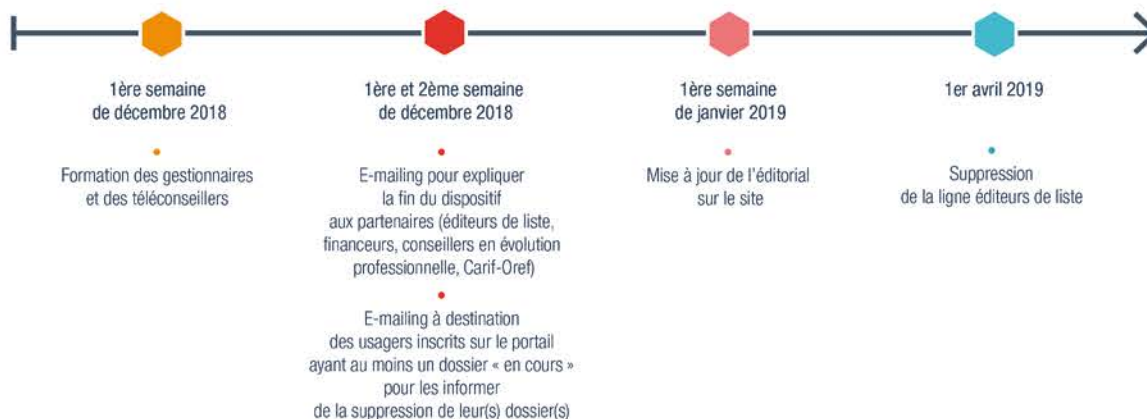 1ère semaine
de décembre 2018
Formation des gestionnaires
et des téléconseillers
1ère et 2ème semaine
de décembre 2018
E-mailing pour expliquer
la fin du dispositif
aux partenaires (éditeurs de liste,
financeurs, conseillers en évolution
professionnelle, Carif-Oref)
E-mailing à destination
des usagers inscrits sur le portail
ayant au moins un dossier « en cours »
pour les informer
de la suppression de leur(s) dossier(s)
1ère semaine
de janvier 2019
Mise à jour de l'éditorial
sur le site
1er avril 2019
Suppression
de la ligne éditeurs de liste